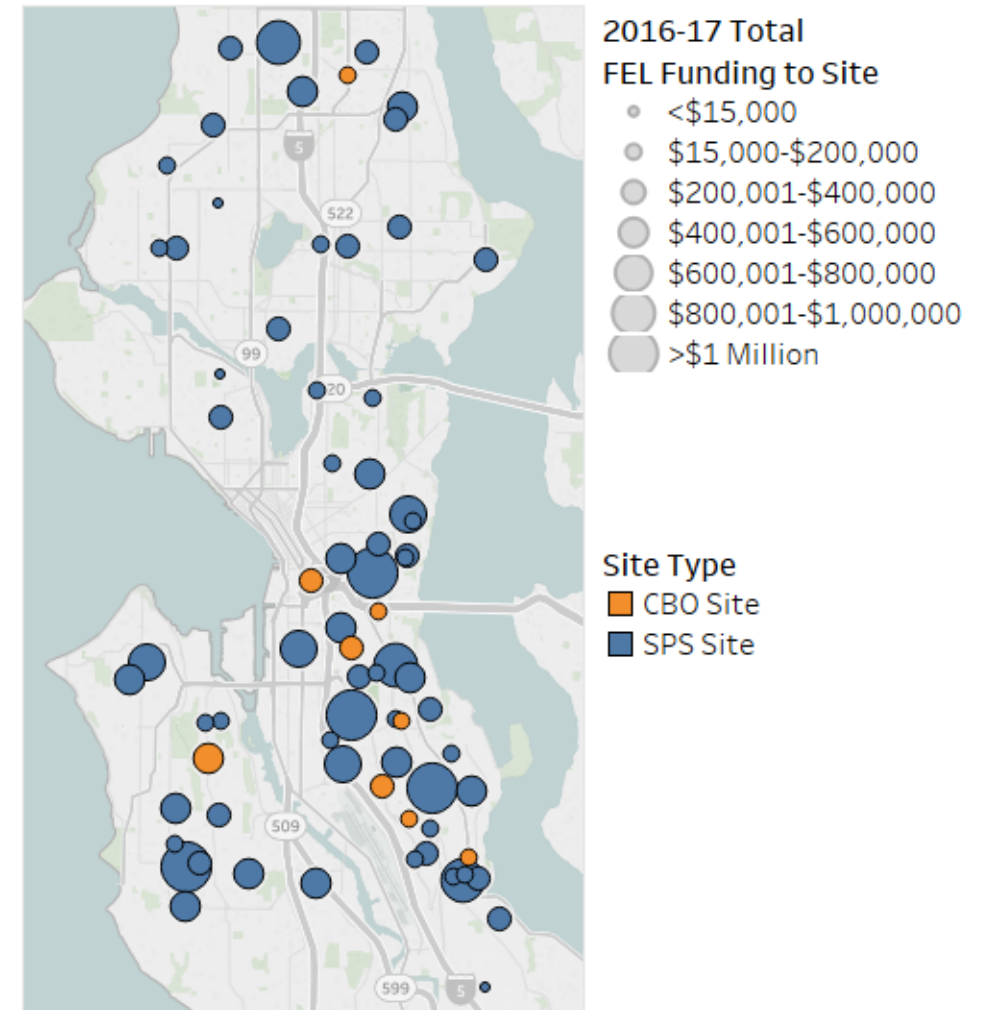 2016-17 Total
FEL Funding to Site
<$15,000
$15,000-$200,000
$200,001-$400,000
$400,001-$600,000
$600,001-$800,000
$800,001-$1,000,000
>$1 Million
Site Type
CBO Site
SPS Site
5
522
99
20
509
599
5